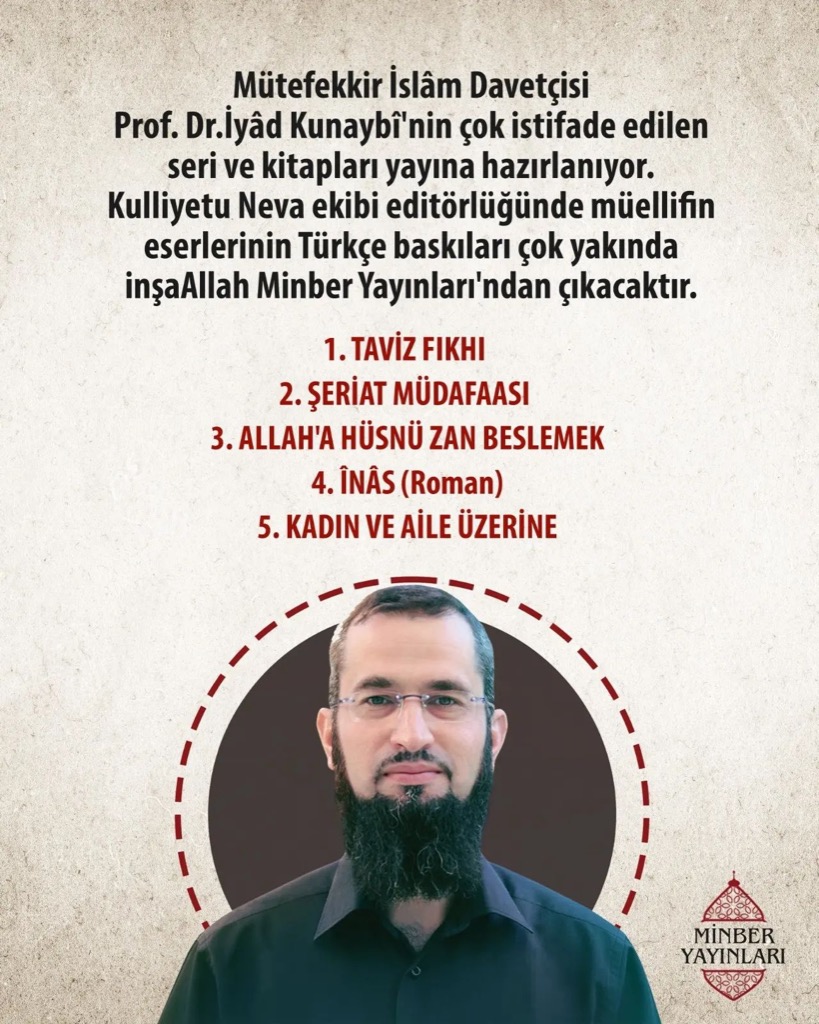 Mütefekkir İslâm Davetçisi
Prof. Dr.İyâd Kunaybî'nin çok istifade edilen
seri ve kitapları yayına hazırlanıyor.
Kulliyetu Neva ekibi editörlüğünde müellifin
eserlerinin Türkçe baskıları çok yakında
inşaAllah Minber Yayınları'ndan çıkacaktır.
1. TAVİZ FIKHI
2. ŞERİAT MÜDAFAASI
3. ALLAH'A HÜSNÜ ZAN BESLEMEK
4. ÎNÂS (Roman)
5. KADIN VE AİLE ÜZERİNE
MİNBER
YAYINLARI